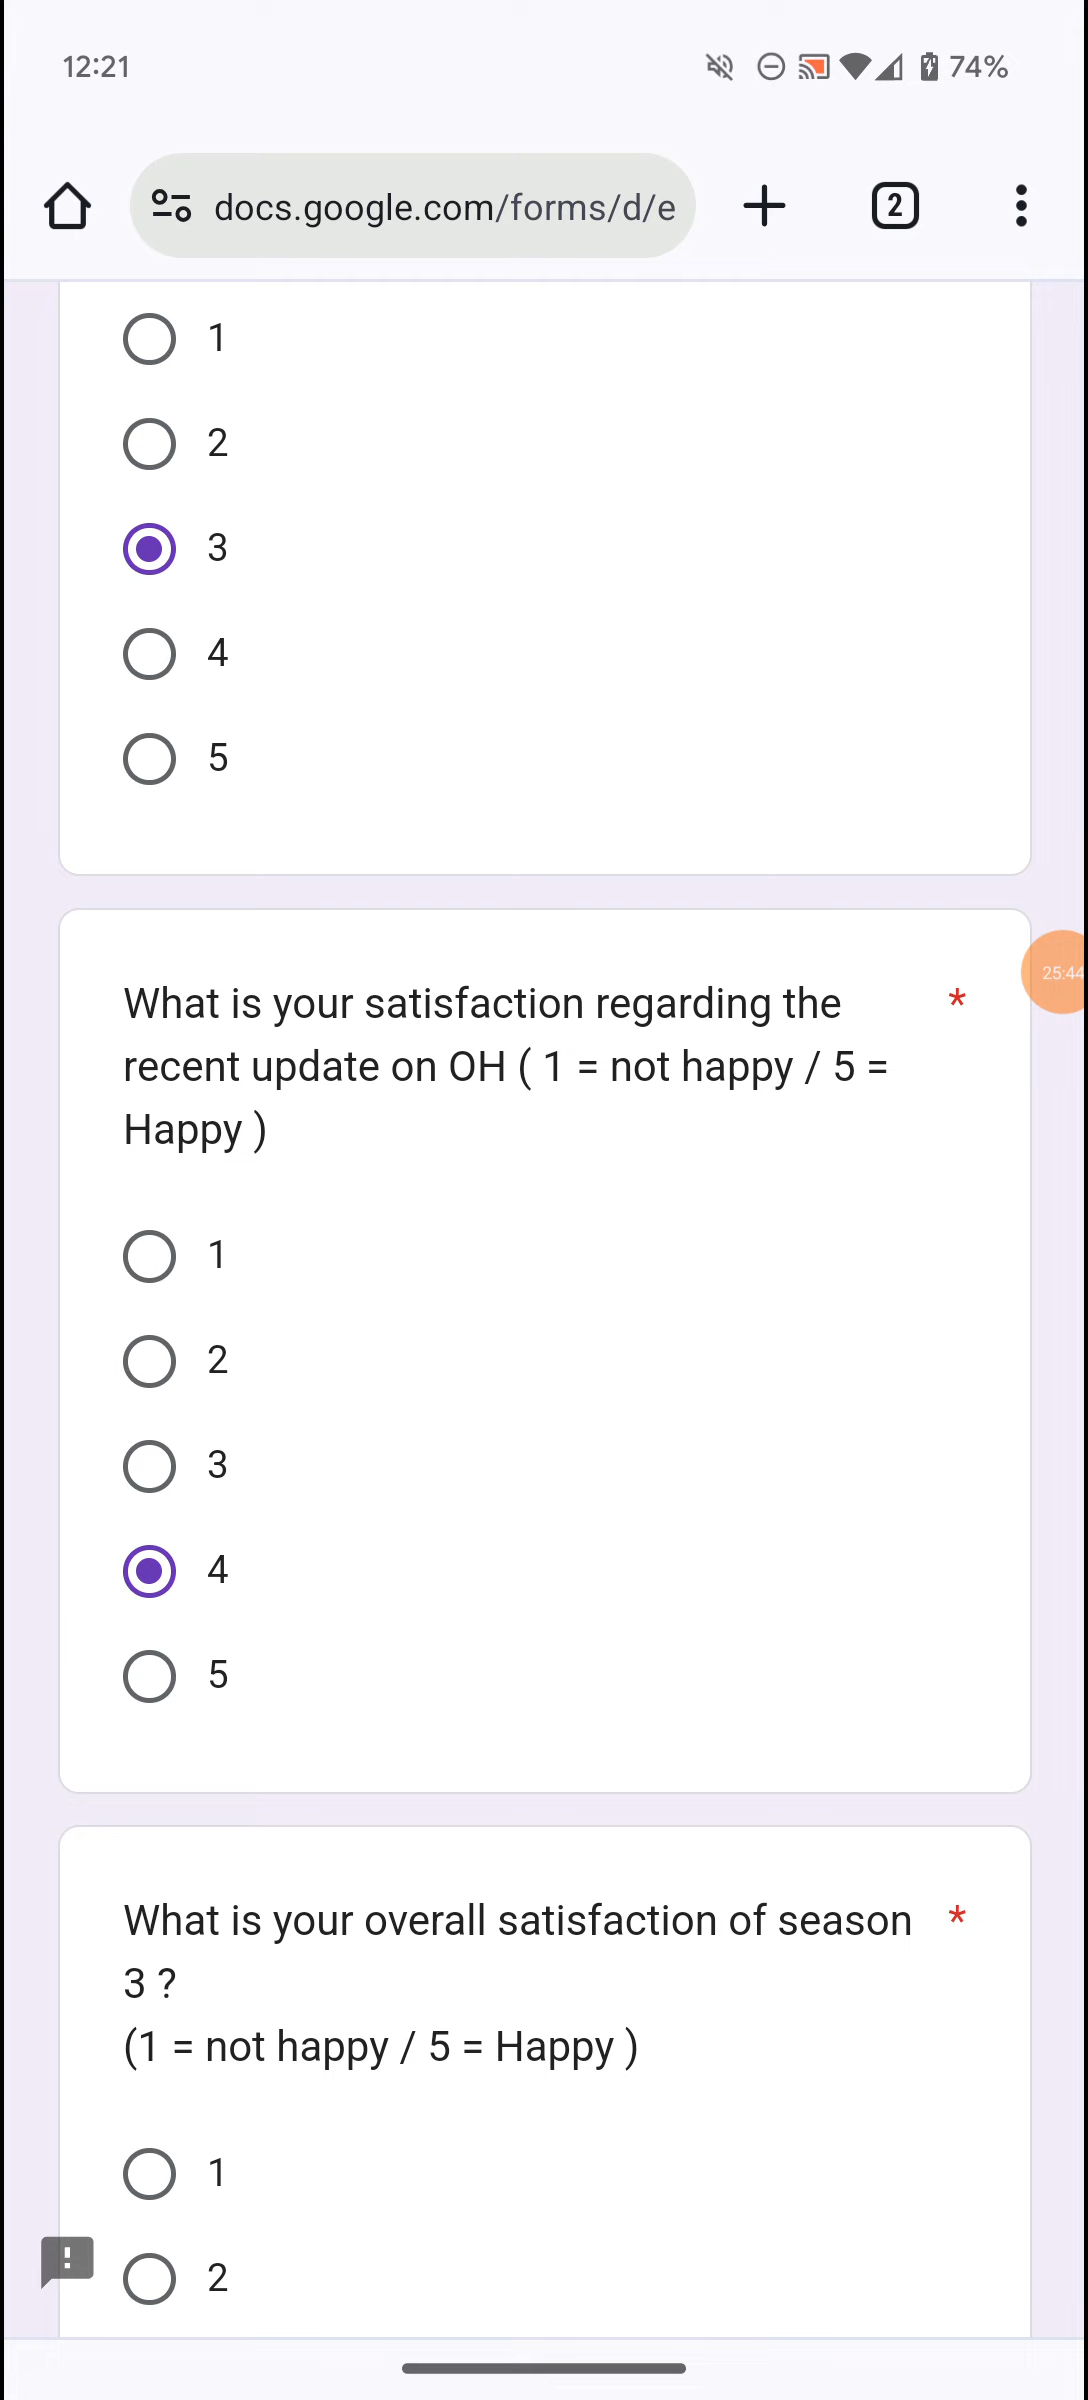 12:21
74%
docs.google.com/forms/d/e
2
1
2
3
4
5
25:44
What is your satisfaction regarding the *
recent update on OH ( 1 = not happy / 5 =
Happy )
1
2
3
4
5
What is your overall satisfaction of season *
3 ?
(1 = not happy / 5 = Happy )
1
2